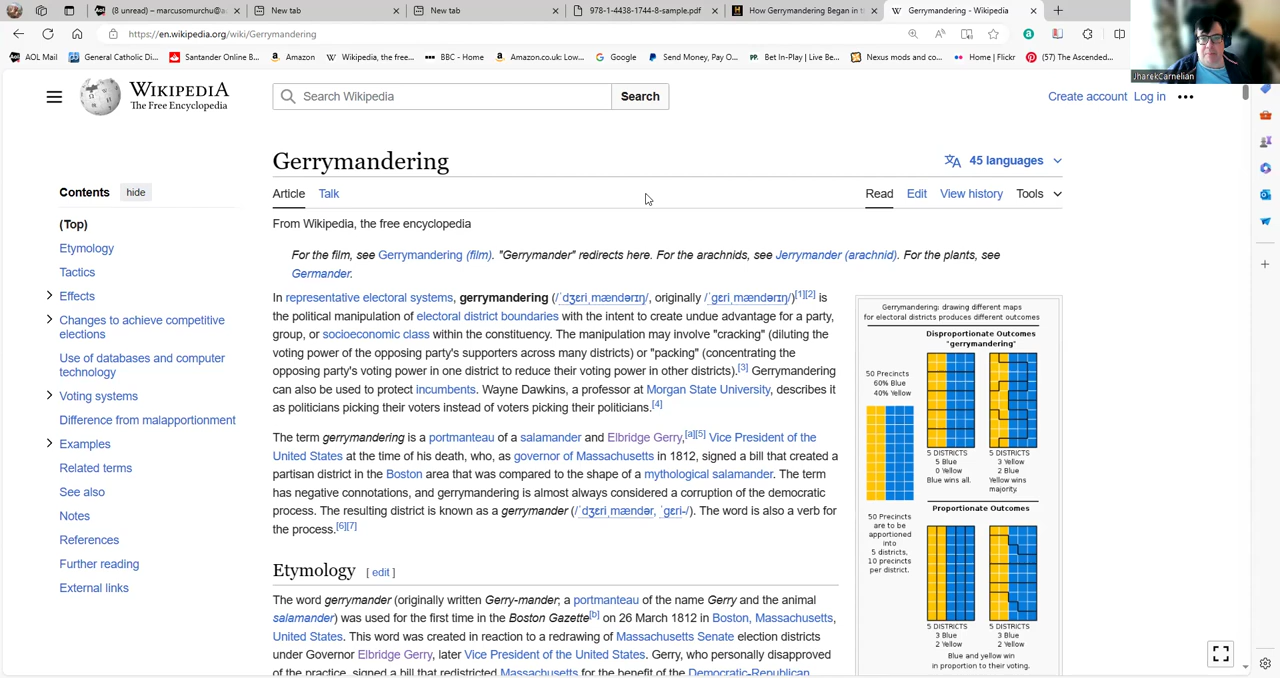 (8 unread) - marcusomurchu@a
New tab
New tab
978-1-4438-1744-8-sample.pdf
How Gerrymandering Began in t
Gerrymandering - Wikipedia
https://en.wikipedia.org/wiki/Gerrymandering
AOL Mail
General Catholic Di...
Santander Online B...
Amazon
Wikipedia, the free...
BBC - Home
Amazon.co.uk: Low...
Google
Send Money, Pay O...
Bet In-Play | Live Be...
Nexus mods and co...
Home | Flickr
(57) The Ascended...
JharekCarnelian
WIKIPEDIA
The Free Encyclopedia
Search Wikipedia
Search
Create account Log in
Gerrymandering
45 languages
Article Talk
Read Edit View history Tools
From Wikipedia, the free encyclopedia
Contents hide
(Top)
Etymology
Tactics
Effects
Changes to achieve competitive
elections
Use of databases and computer
technology
Voting systems
Difference from malapportionment
Examples
Related terms
See also
Notes
References
Further reading
External links
For the film, see Gerrymandering (film). "Gerrymander" redirects here. For the arachnids, see Jerrymander (arachnid). For the plants, see
Germander.
In representative electoral systems, gerrymandering (/ˈdʒɛriˌmændərɪŋ/, originally /ˈɡɛriˌmændərɪŋ/)[1][2] is
the political manipulation of electoral district boundaries with the intent to create undue advantage for a party,
group, or socioeconomic class within the constituency. The manipulation may involve "cracking" (diluting the
voting power of the opposing party's supporters across many districts) or "packing" (concentrating the
opposing party's voting power in one district to reduce their voting power in other districts).[3] Gerrymandering
can also be used to protect incumbents. Wayne Dawkins, a professor at Morgan State University, describes it
as politicians picking their voters instead of voters picking their politicians.[4]
The term gerrymandering is a portmanteau of a salamander and Elbridge Gerry,[a][5] Vice President of the
United States at the time of his death, who, as governor of Massachusetts in 1812, signed a bill that created a
partisan district in the Boston area that was compared to the shape of a mythological salamander. The term
has negative connotations, and gerrymandering is almost always considered a corruption of the democratic
process. The resulting district is known as a gerrymander (/ˈdʒɛriˌmændər, ˈɡɛri-/). The word is also a verb for
the process.[6][7]
Etymology [ edit ]
The word gerrymander (originally written Gerry-mander; a portmanteau of the name Gerry and the animal
salamander) was used for the first time in the Boston Gazette[b] on 26 March 1812 in Boston, Massachusetts,
United States. This word was created in reaction to a redrawing of Massachusetts Senate election districts
under Governor Elbridge Gerry, later Vice President of the United States. Gerry, who personally disapproved
of the practice, signed a bill that redistricted Massachusetts for the benefit of the Democratic-Republican
Gerrymandering; drawing different maps
for electoral districts produces different outcomes
Disproportionate Outcomes
"gerrymandering"
50 Precincts
60% Blue
40% Yellow
5 DISTRICTS
5 Blue
0 Yellow
Blue wins all.
5 DISTRICTS
3 Yellow
2 Blue
Yellow wins
majority.
Proportionate Outcomes
50 Precincts
are to be
apportioned
into
5 districts,
10 precincts
per district.
5 DISTRICTS
3 Blue
2 Yellow
5 DISTRICTS
3 Blue
2 Yellow
Blue and yellow win
in proportion to their voting.